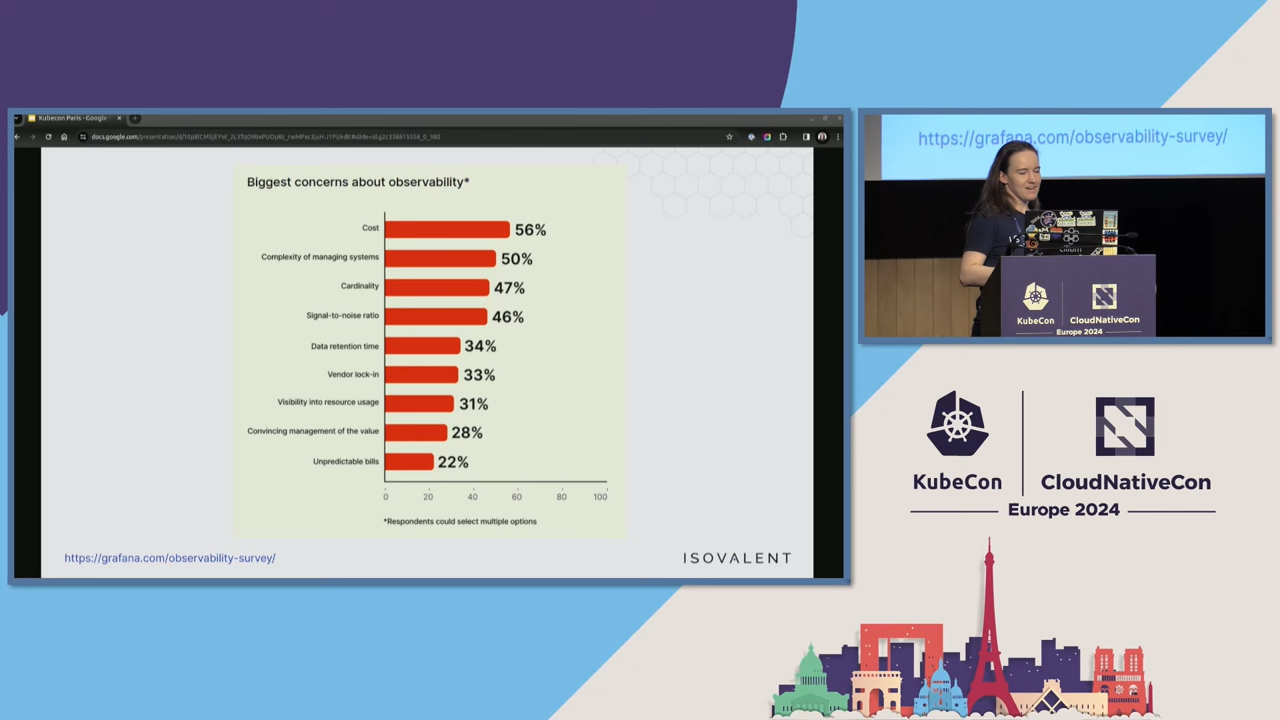 Kubecon Paris - Google
Biggest concerns about observability*
Cost 56%
Complexity of managing systems 50%
Cardinality 47%
Signal-to-noise ratio 46%
Data retention time 34%
Vendor lock-in 33%
Visibility into resource usage 31%
Convincing management of the value 28%
Unpredictable bills 22%
0 20 40 60 80 100
*Respondents could select multiple options
https://grafana.com/observability-survey/
ISOVALENT
https://grafana.com/observability-survey/
KubeCon CloudNativeCon
Europe 2024
KubeCon CloudNativeCon
Europe 2024